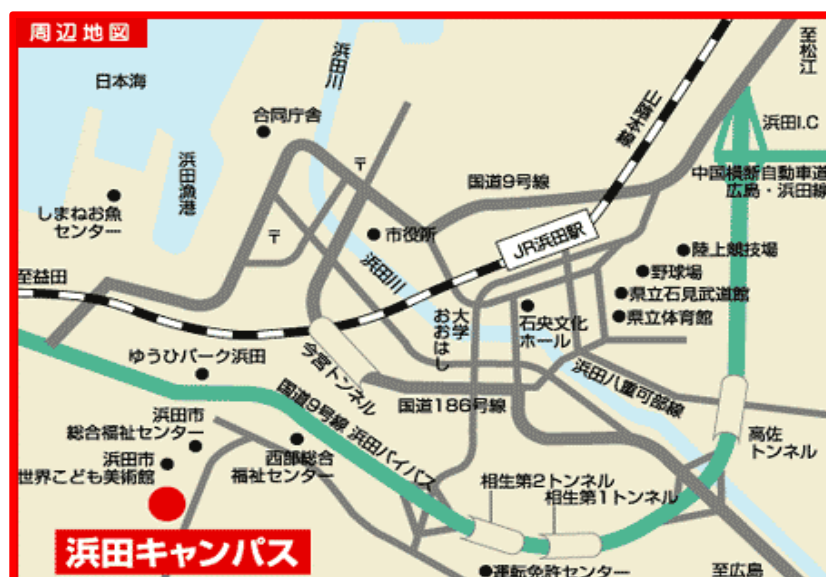 周辺地図
日本海
浜田川
至松江
合同庁舎
山陰本線
浜田I.C
浜田漁港
〒
国道9号線
中国横断自動車道
広島・浜田線
しまねお魚
センター
〒
市役所
JR浜田駅
陸上競技場
野球場
至益田
浜田川
県立石見武道館
大学
おおはし
石央文化
ホール
県立体育館
ゆうひパーク浜田
今宮トンネル
浜田八重可部線
国道9号線 浜田バイパス
国道186号線
浜田市
総合福祉センター
高佐
トンネル
浜田市
世界こども美術館
西部総合
福祉センター
相生第2トンネル
相生第1トンネル
浜田キャンパス
運転免許センター
至広島